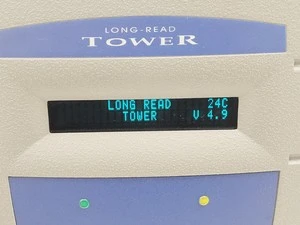 LONG-READ
TOWER
LONG READ 24C
TOWER V 4.9